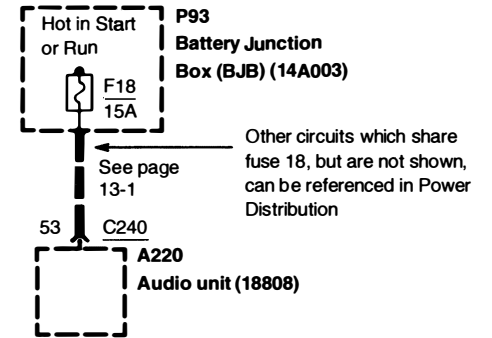 Hot in Start
or Run
P93
Battery Junction
Box (BJB) (14A003)
F18
15A
See page
13-1
Other circuits which share
fuse 18, but are not shown,
can be referenced in Power
Distribution
53
C240
A220
Audio unit (18808)